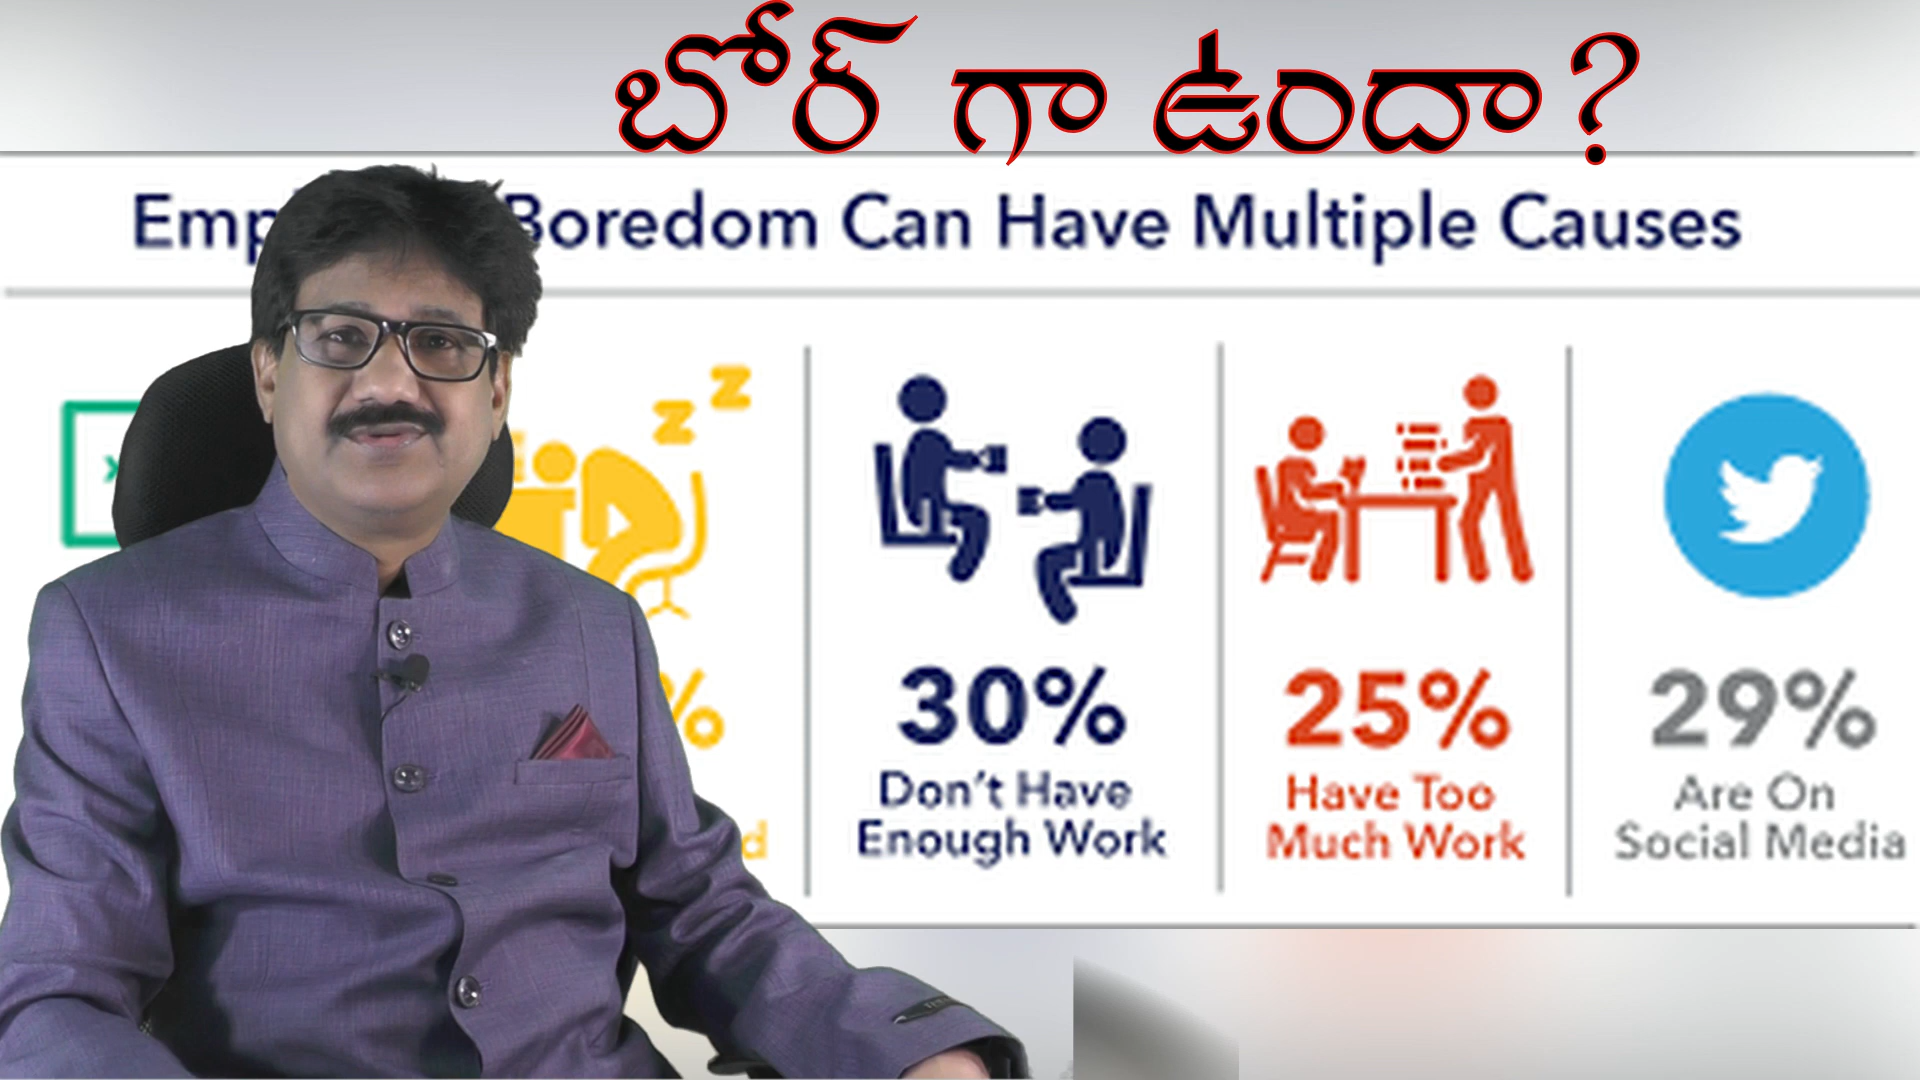 బోర్ గా ఉందా?
Boredom Can Have Multiple Causes
z z
30%
Don't Have
Enough Work
25%
Have Too
Much Work
29%
Are On
Social Media